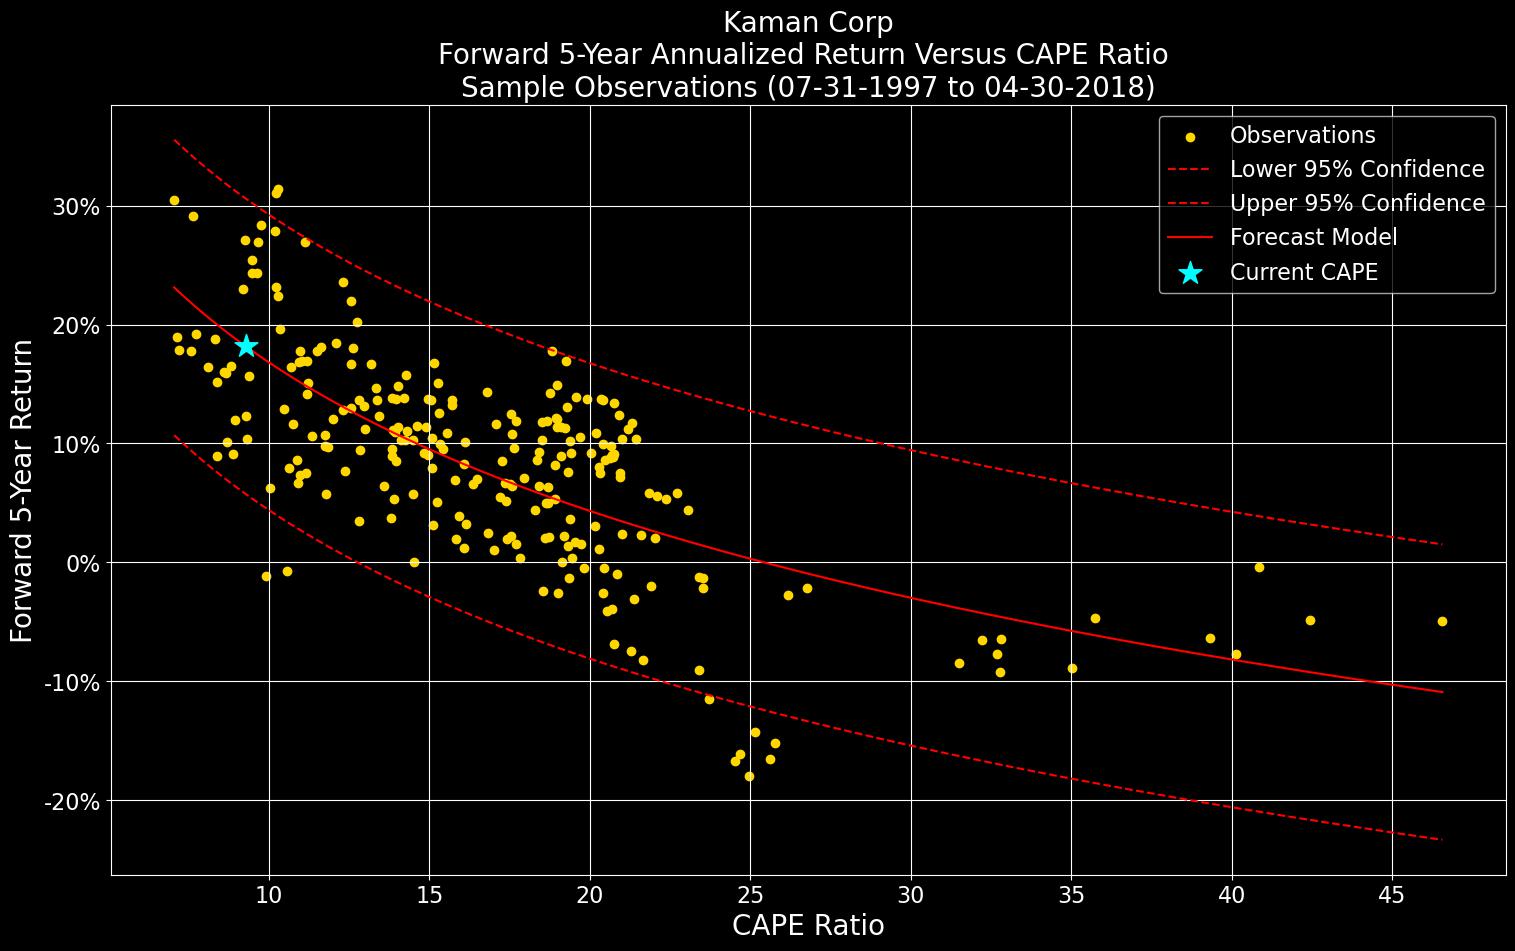 Kaman Corp
Forward 5-Year Annualized Return Versus CAPE Ratio
Sample Observations (07-31-1997 to 04-30-2018)
Observations
Lower 95% Confidence
Upper 95% Confidence
Forecast Model
Current CAPE
Forward 5-Year Return
30%
20%
10%
0%
-10%
-20%
10 15 20 25 30 35 40 45
CAPE Ratio